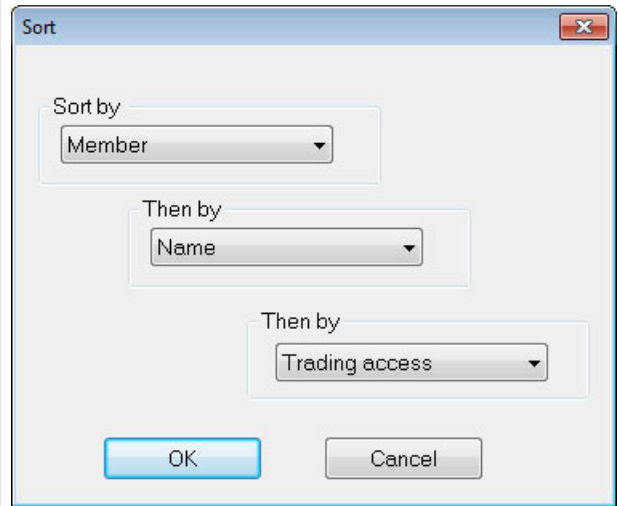 Sort
Sort by
Member
Then by
Name
Then by
Trading access
OK
Cancel